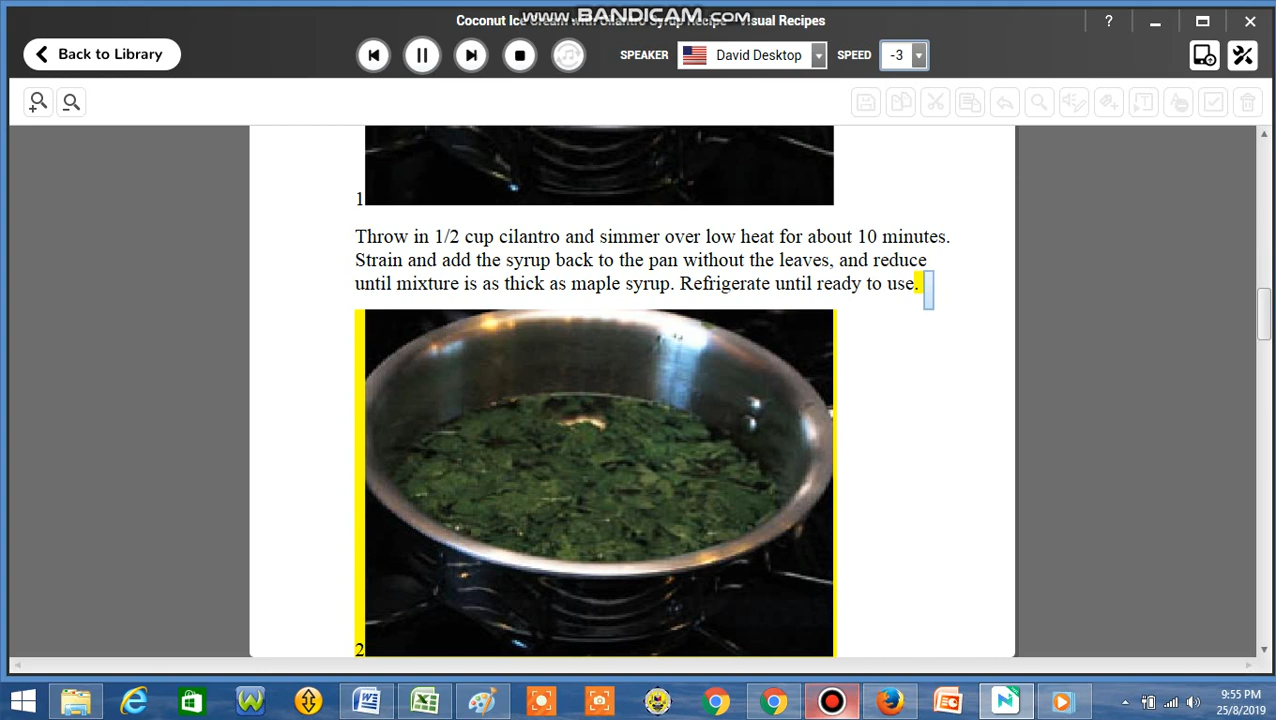 Coconut Ice Cream with Cilantro Syrup Recipe - Visual Recipes
www.BANDICAM.com
Back to Library
SPEAKER
David Desktop
SPEED
-3
1
Throw in 1/2 cup cilantro and simmer over low heat for about 10 minutes.
Strain and add the syrup back to the pan without the leaves, and reduce
until mixture is as thick as maple syrup. Refrigerate until ready to use.
2
9:55 PM
25/8/2019